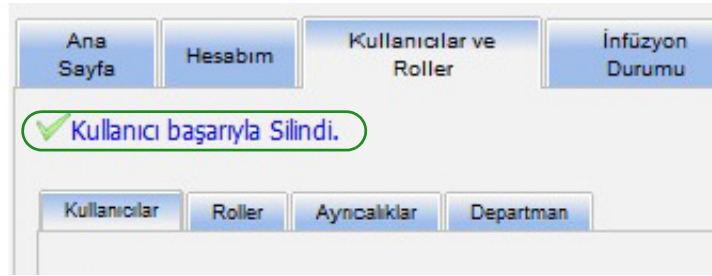 Ana Sayfa
Hesabım
Kullanıcılar ve Roller
İnfüzyon Durumu
Kullanıcı başarıyla Silindi.
Kullanıcılar
Roller
Ayrıcalıklar
Departman